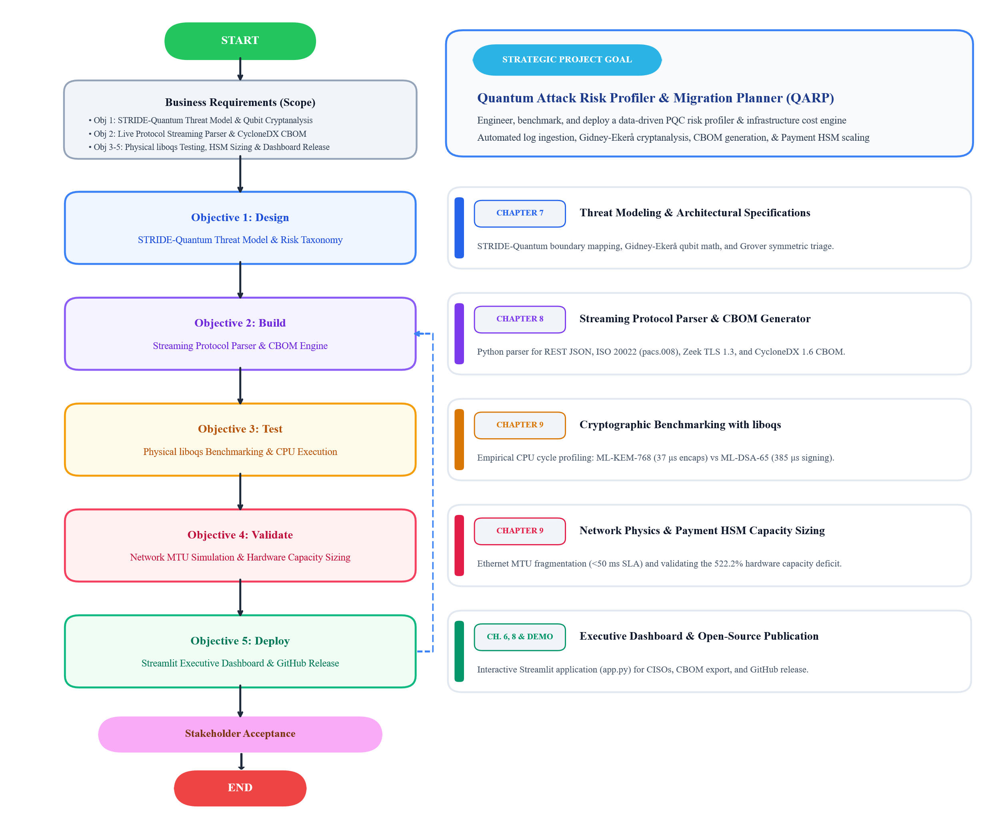 START
Business Requirements (Scope)
• Obj 1: STRIDE-Quantum Threat Model & Qubit Cryptanalysis
• Obj 2: Live Protocol Streaming Parser & CycloneDX CBOM
• Obj 3-5: Physical liboqs Testing, HSM Sizing & Dashboard Release
STRATEGIC PROJECT GOAL
Quantum Attack Risk Profiler & Migration Planner (QARP)
Engineer, benchmark, and deploy a data-driven PQC risk profiler & infrastructure cost engine
Automated log ingestion, Gidney-Ekerå cryptanalysis, CBOM generation, & Payment HSM scaling
Objective 1: Design
STRIDE-Quantum Threat Model & Risk Taxonomy
CHAPTER 7
Threat Modeling & Architectural Specifications
STRIDE-Quantum boundary mapping, Gidney-Ekerå qubit math, and Grover symmetric triage.
Objective 2: Build
Streaming Protocol Parser & CBOM Engine
CHAPTER 8
Streaming Protocol Parser & CBOM Generator
Python parser for REST JSON, ISO 20022 (pacs.008), Zeek TLS 1.3, and CycloneDX 1.6 CBOM.
Objective 3: Test
Physical liboqs Benchmarking & CPU Execution
CHAPTER 9
Cryptographic Benchmarking with liboqs
Empirical CPU cycle profiling: ML-KEM-768 (37 μs encaps) vs ML-DSA-65 (385 μs signing).
Objective 4: Validate
Network MTU Simulation & Hardware Capacity Sizing
CHAPTER 9
Network Physics & Payment HSM Capacity Sizing
Ethernet MTU fragmentation (<50 ms SLA) and validating the 522.2% hardware capacity deficit.
Objective 5: Deploy
Streamlit Executive Dashboard & GitHub Release
CH. 6, 8 & DEMO
Executive Dashboard & Open-Source Publication
Interactive Streamlit application (app.py) for CISOs, CBOM export, and GitHub release.
Stakeholder Acceptance
END